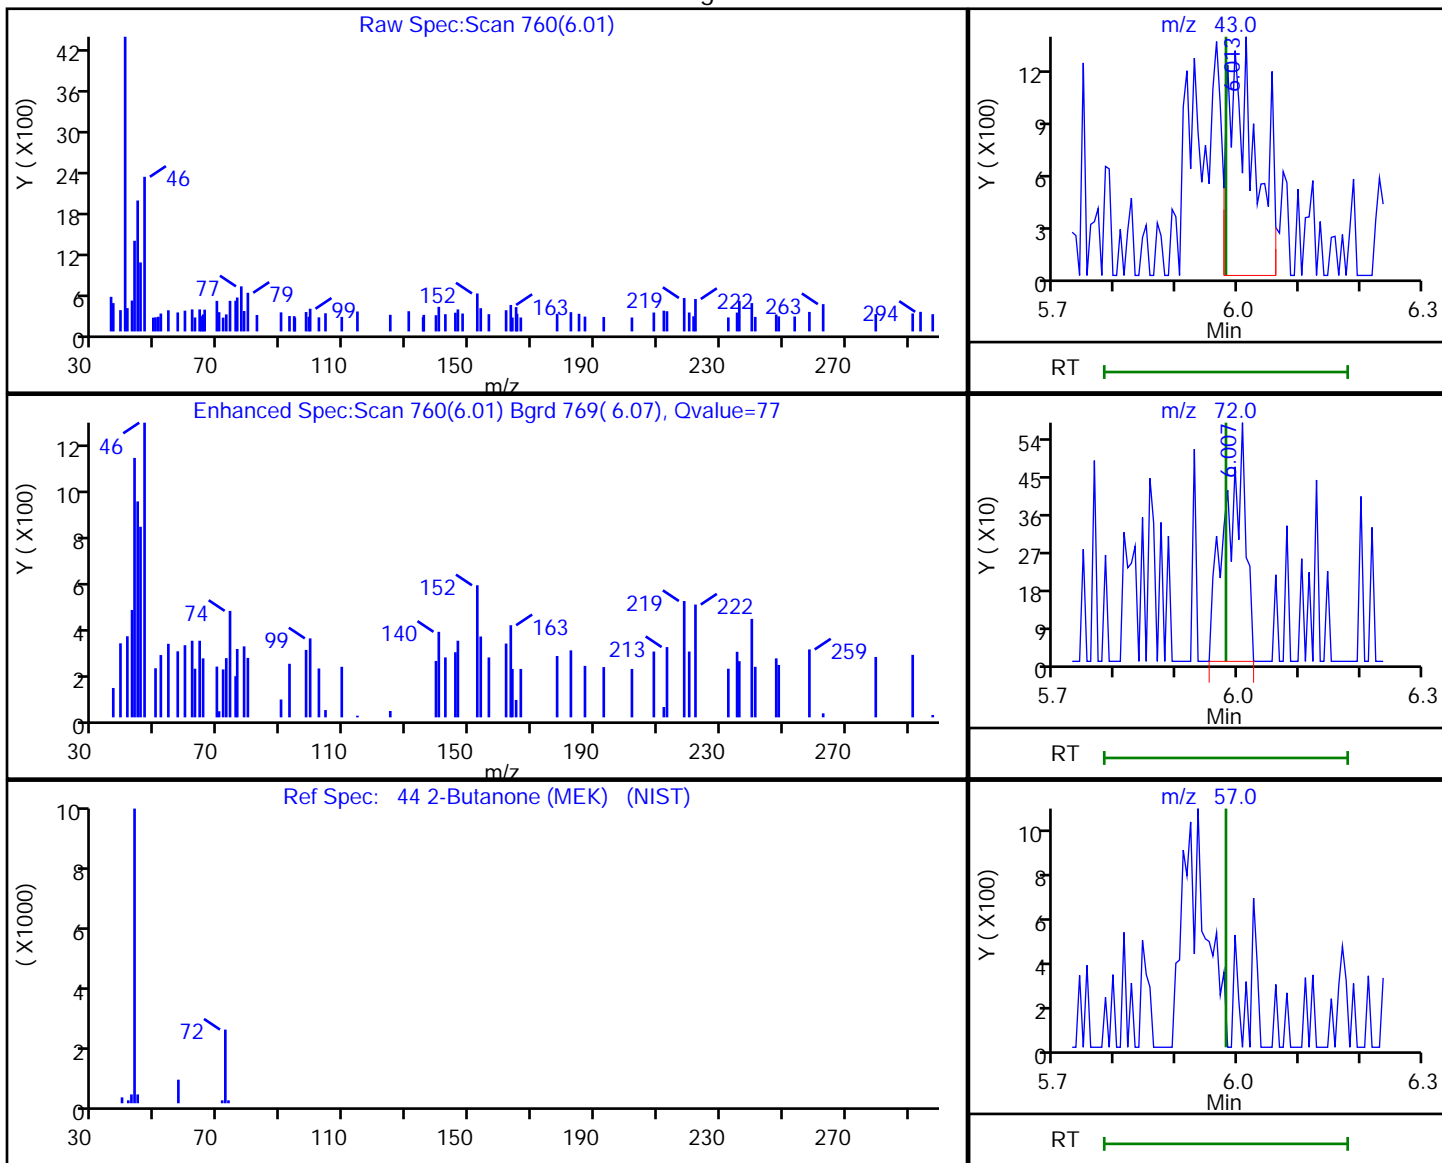 Raw Spec:Scan 760(6.01)
Y ( X100)
42
36
30
24
18
12
6
0
46
77
79
99
152
163
219
222
263
294
30 70 110 150 190 230 270
m/z
m/z 43.0
6.013
Y ( X100)
12
9
6
3
0
5.7 6.0 6.3
Min
RT
Enhanced Spec:Scan 760(6.01) Bgrd 769( 6.07), Qvalue=77
Y ( X100)
12
10
8
6
4
2
0
46
74
99
140
152
163
213
219
222
259
30 70 110 150 190 230 270
m/z
m/z 72.0
6.007
Y ( X10)
54
45
36
27
18
9
0
5.7 6.0 6.3
Min
RT
Ref Spec: 44 2-Butanone (MEK) (NIST)
( X1000)
10
8
6
4
2
0
72
30 70 110 150 190 230 270
m/z 57.0
Y ( X100)
10
8
6
4
2
0
5.7 6.0 6.3
Min
RT